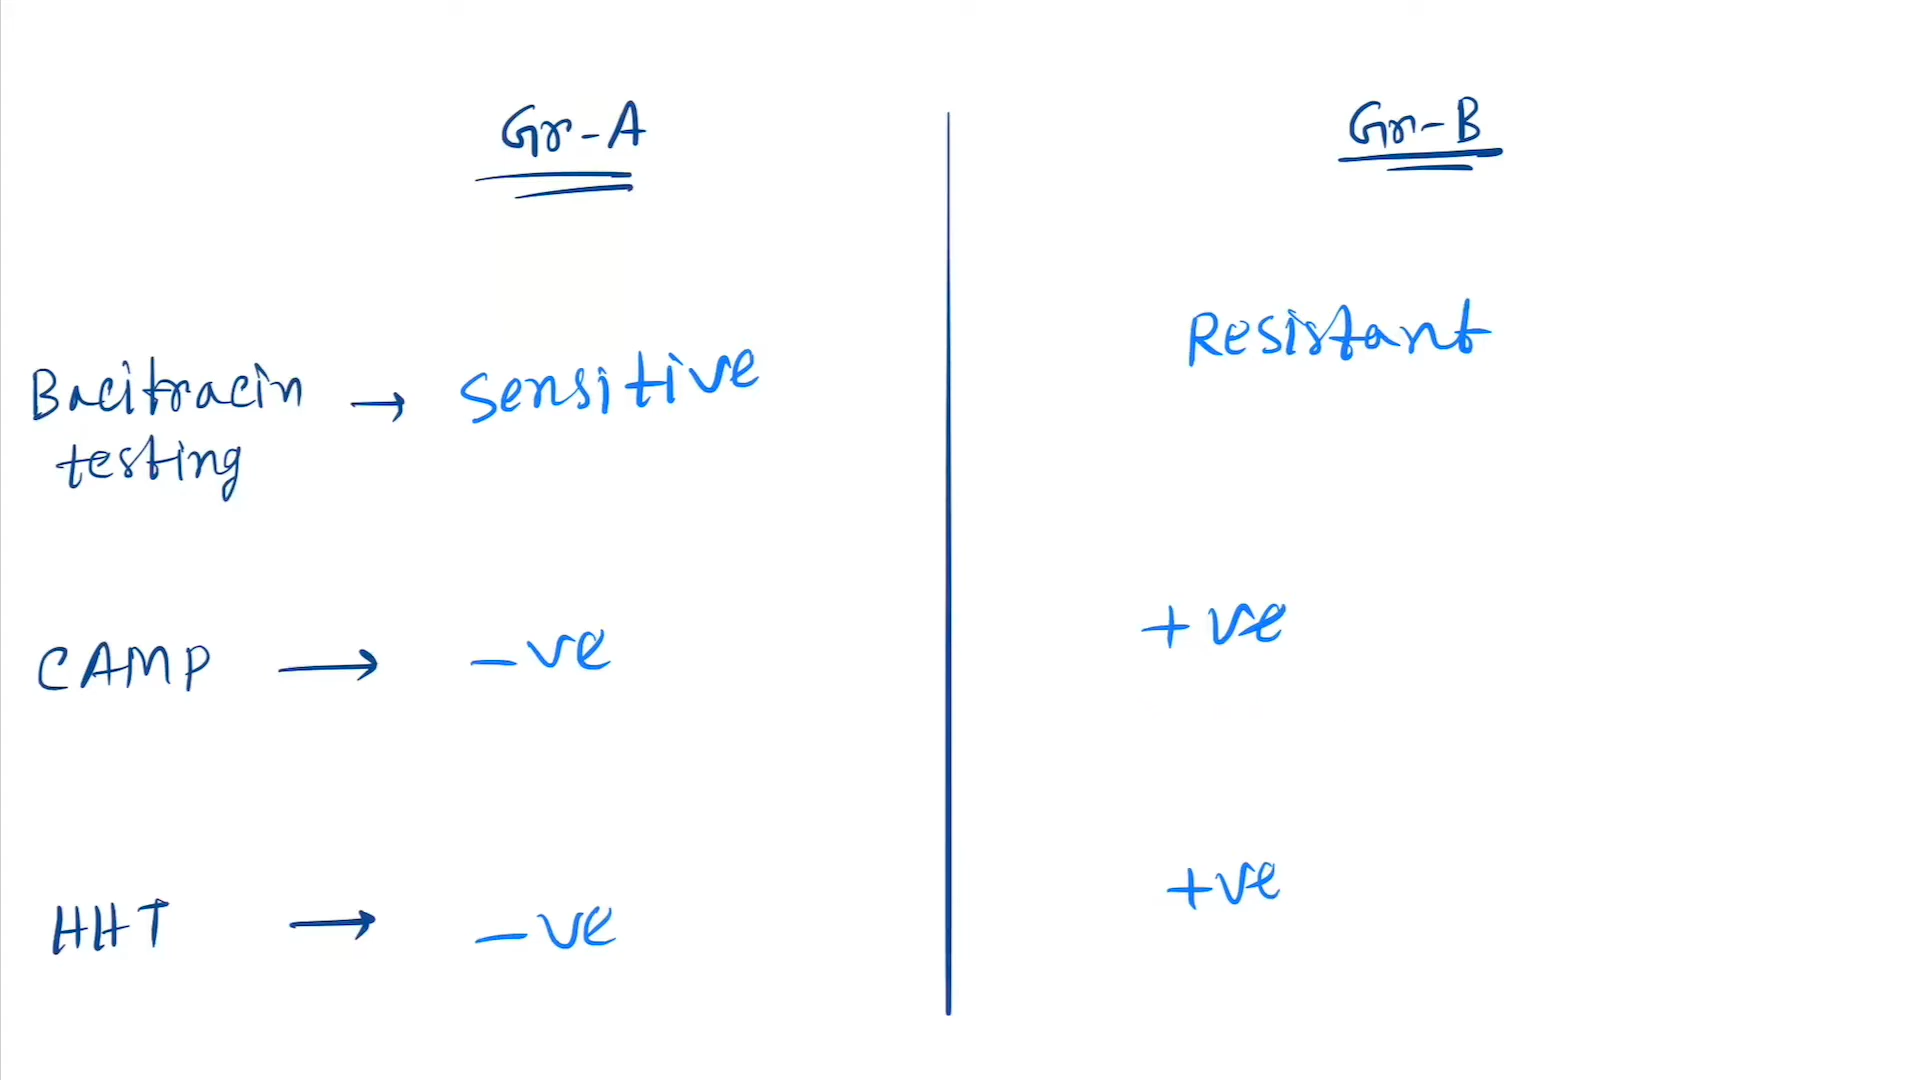 Gr-A
Gr-B
Bacitracin → Sensitive
Resistant
testing
CAMP → -ve
+ve
HHT → -ve
+ve